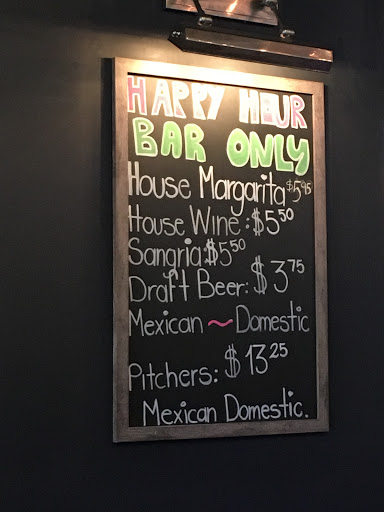 HAPPY HOUR
BAR ONLY
House Margarita $5.95
House Wine: $5.50
Sangria: $5.50
Draft Beer: $3.75
Mexican ~ Domestic
Pitchers: $13.25
Mexican Domestic.